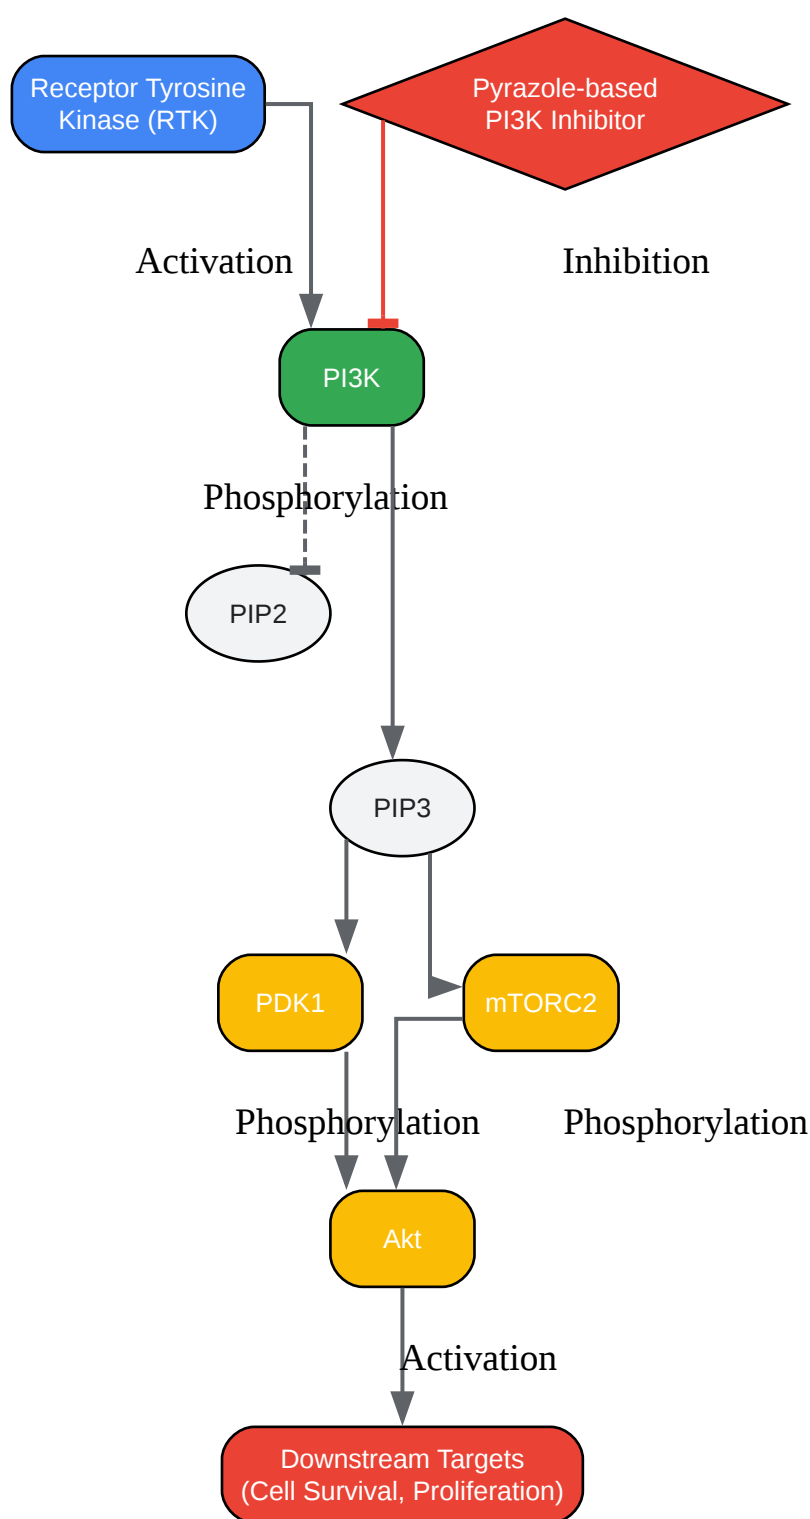 Receptor Tyrosine
Kinase (RTK)
Pyrazole-based
PI3K Inhibitor
Activation
Inhibition
PI3K
Phosphorylation
PIP2
PIP3
PDK1
mTORC2
Phosphorylation
Phosphorylation
Akt
Activation
Downstream Targets
(Cell Survival, Proliferation)